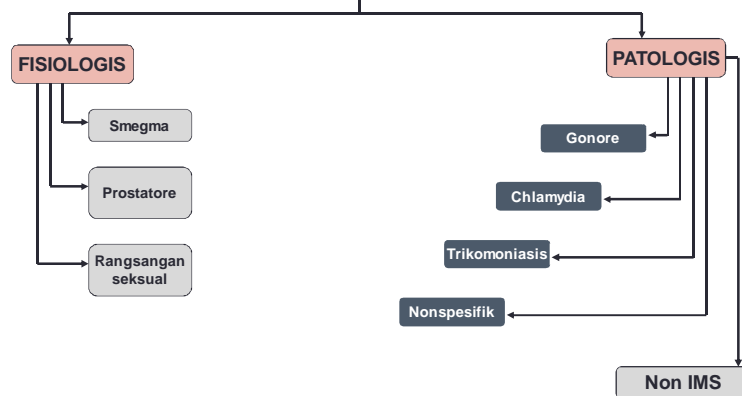 FISIOLOGIS
PATOLOGIS
Smegma
Gonore
Prostatore
Chlamydia
Rangsangan
seksual
Trikomoniasis
Nonspesifik
Non IMS